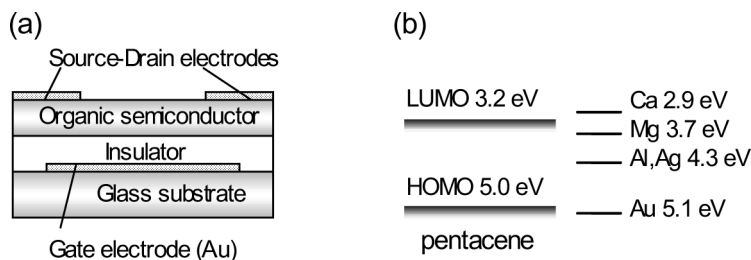 (a)
Source-Drain electrodes
Organic semiconductor
Insulator
Glass substrate
Gate electrode (Au)
(b)
LUMO 3.2 eV
HOMO 5.0 eV
pentacene
Ca 2.9 eV
Mg 3.7 eV
Al,Ag 4.3 eV
Au 5.1 eV